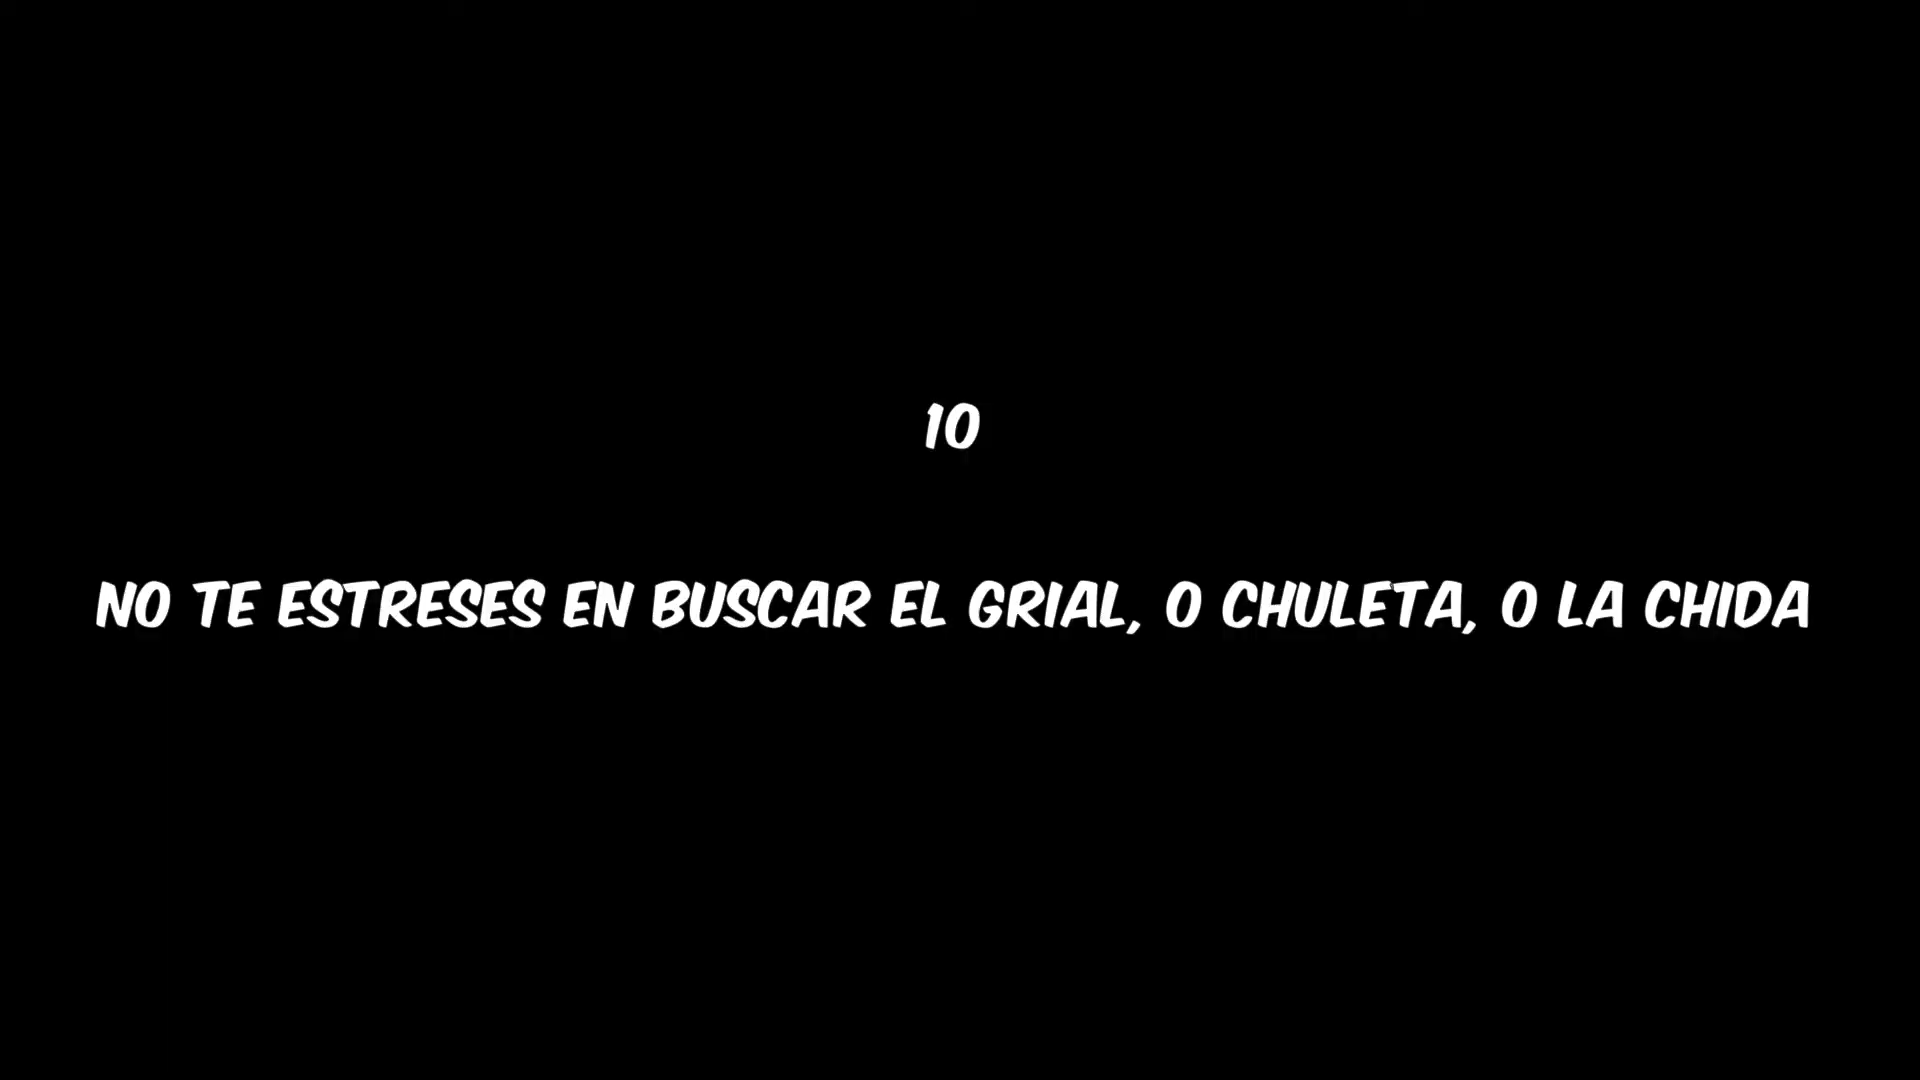 10
NO TE ESTRESES EN BUSCAR EL GRIAL, O CHULETA, O LA CHIDA